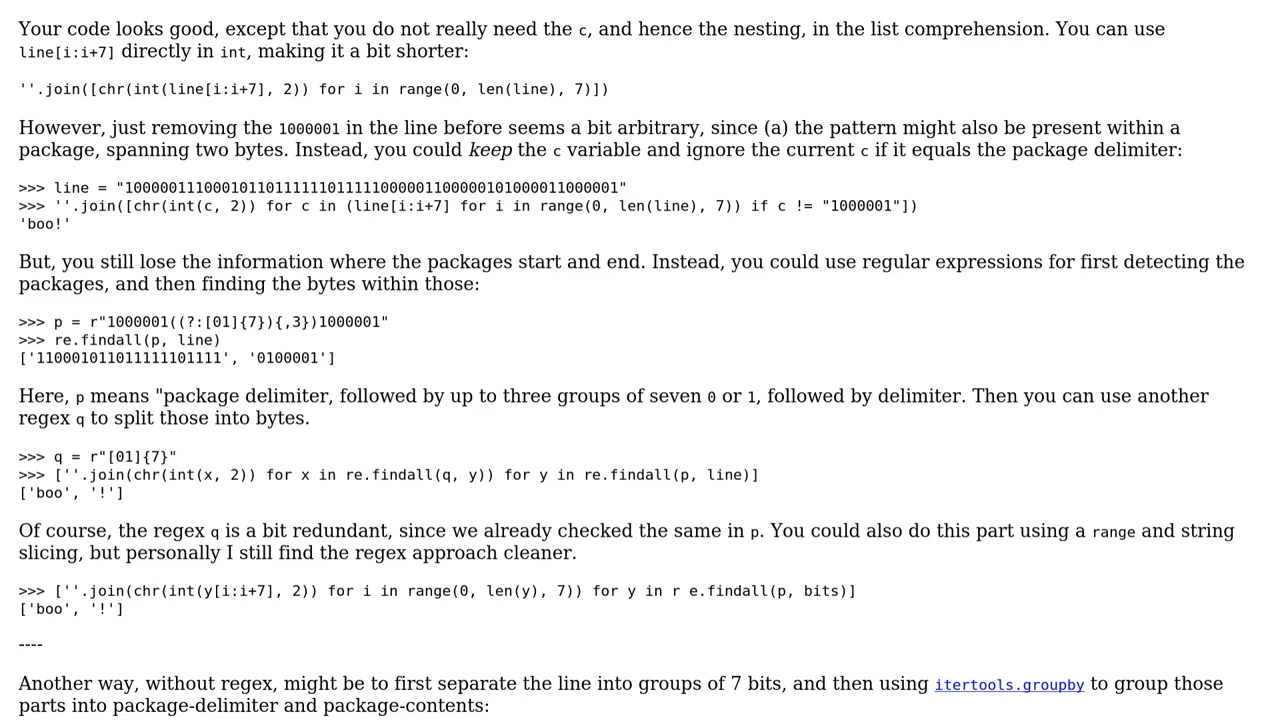 Your code looks good, except that you do not really need the c, and hence the nesting, in the list comprehension. You can use
line[i:i+7] directly in int, making it a bit shorter:
''.join([chr(int(line[i:i+7], 2)) for i in range(0, len(line), 7)])
However, just removing the 1000001 in the line before seems a bit arbitrary, since (a) the pattern might also be present within a
package, spanning two bytes. Instead, you could keep the c variable and ignore the current c if it equals the package delimiter:
>>> line = "10000011100010110111111011111000001100000101000011000001"
>>> ''.join([chr(int(c, 2)) for c in (line[i:i+7] for i in range(0, len(line), 7)) if c != "1000001"])
'boo!'
But, you still lose the information where the packages start and end. Instead, you could use regular expressions for first detecting the
packages, and then finding the bytes within those:
>>> p = r"1000001((?:[01]{7}){,3})1000001"
>>> re.findall(p, line)
['110001011011111101111', '0100001']
Here, p means "package delimiter, followed by up to three groups of seven 0 or 1, followed by delimiter. Then you can use another
regex q to split those into bytes.
>>> q = r"[01]{7}"
>>> [''.join(chr(int(x, 2)) for x in re.findall(q, y)) for y in re.findall(p, line)]
['boo', '!']
Of course, the regex q is a bit redundant, since we already checked the same in p. You could also do this part using a range and string
slicing, but personally I still find the regex approach cleaner.
>>> [''.join(chr(int(y[i:i+7], 2)) for i in range(0, len(y), 7)) for y in r e.findall(p, bits)]
['boo', '!']
----
Another way, without regex, might be to first separate the line into groups of 7 bits, and then using itertools.groupby to group those
parts into package-delimiter and package-contents: